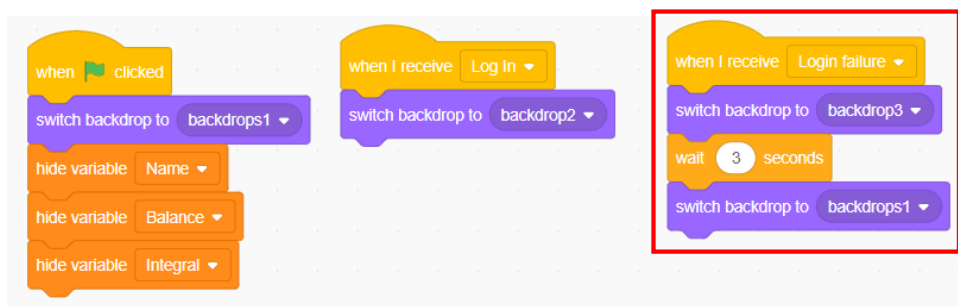 when clicked
switch backdrop to backdrops1
hide variable Name
hide variable Balance
hide variable Integral
when I receive Log In
switch backdrop to backdrop2
when I receive Login failure
switch backdrop to backdrop3
wait 3 seconds
switch backdrop to backdrops1